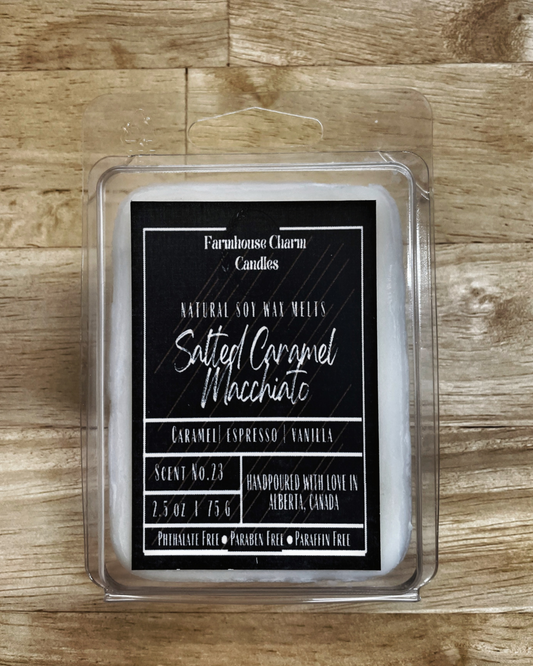 Farmhouse Charm
Candles
NATURAL SOY WAX MELTS
Salted Caramel
Macchiato
CARAMEL| ESPRESSO | VANILLA
SCENT NO.23
2.5 OZ | 75 G
HANDPOURED WITH LOVE IN
ALBERTA, CANADA
PHTHALATE FREE ● PARABEN FREE ● PARAFFIN FREE